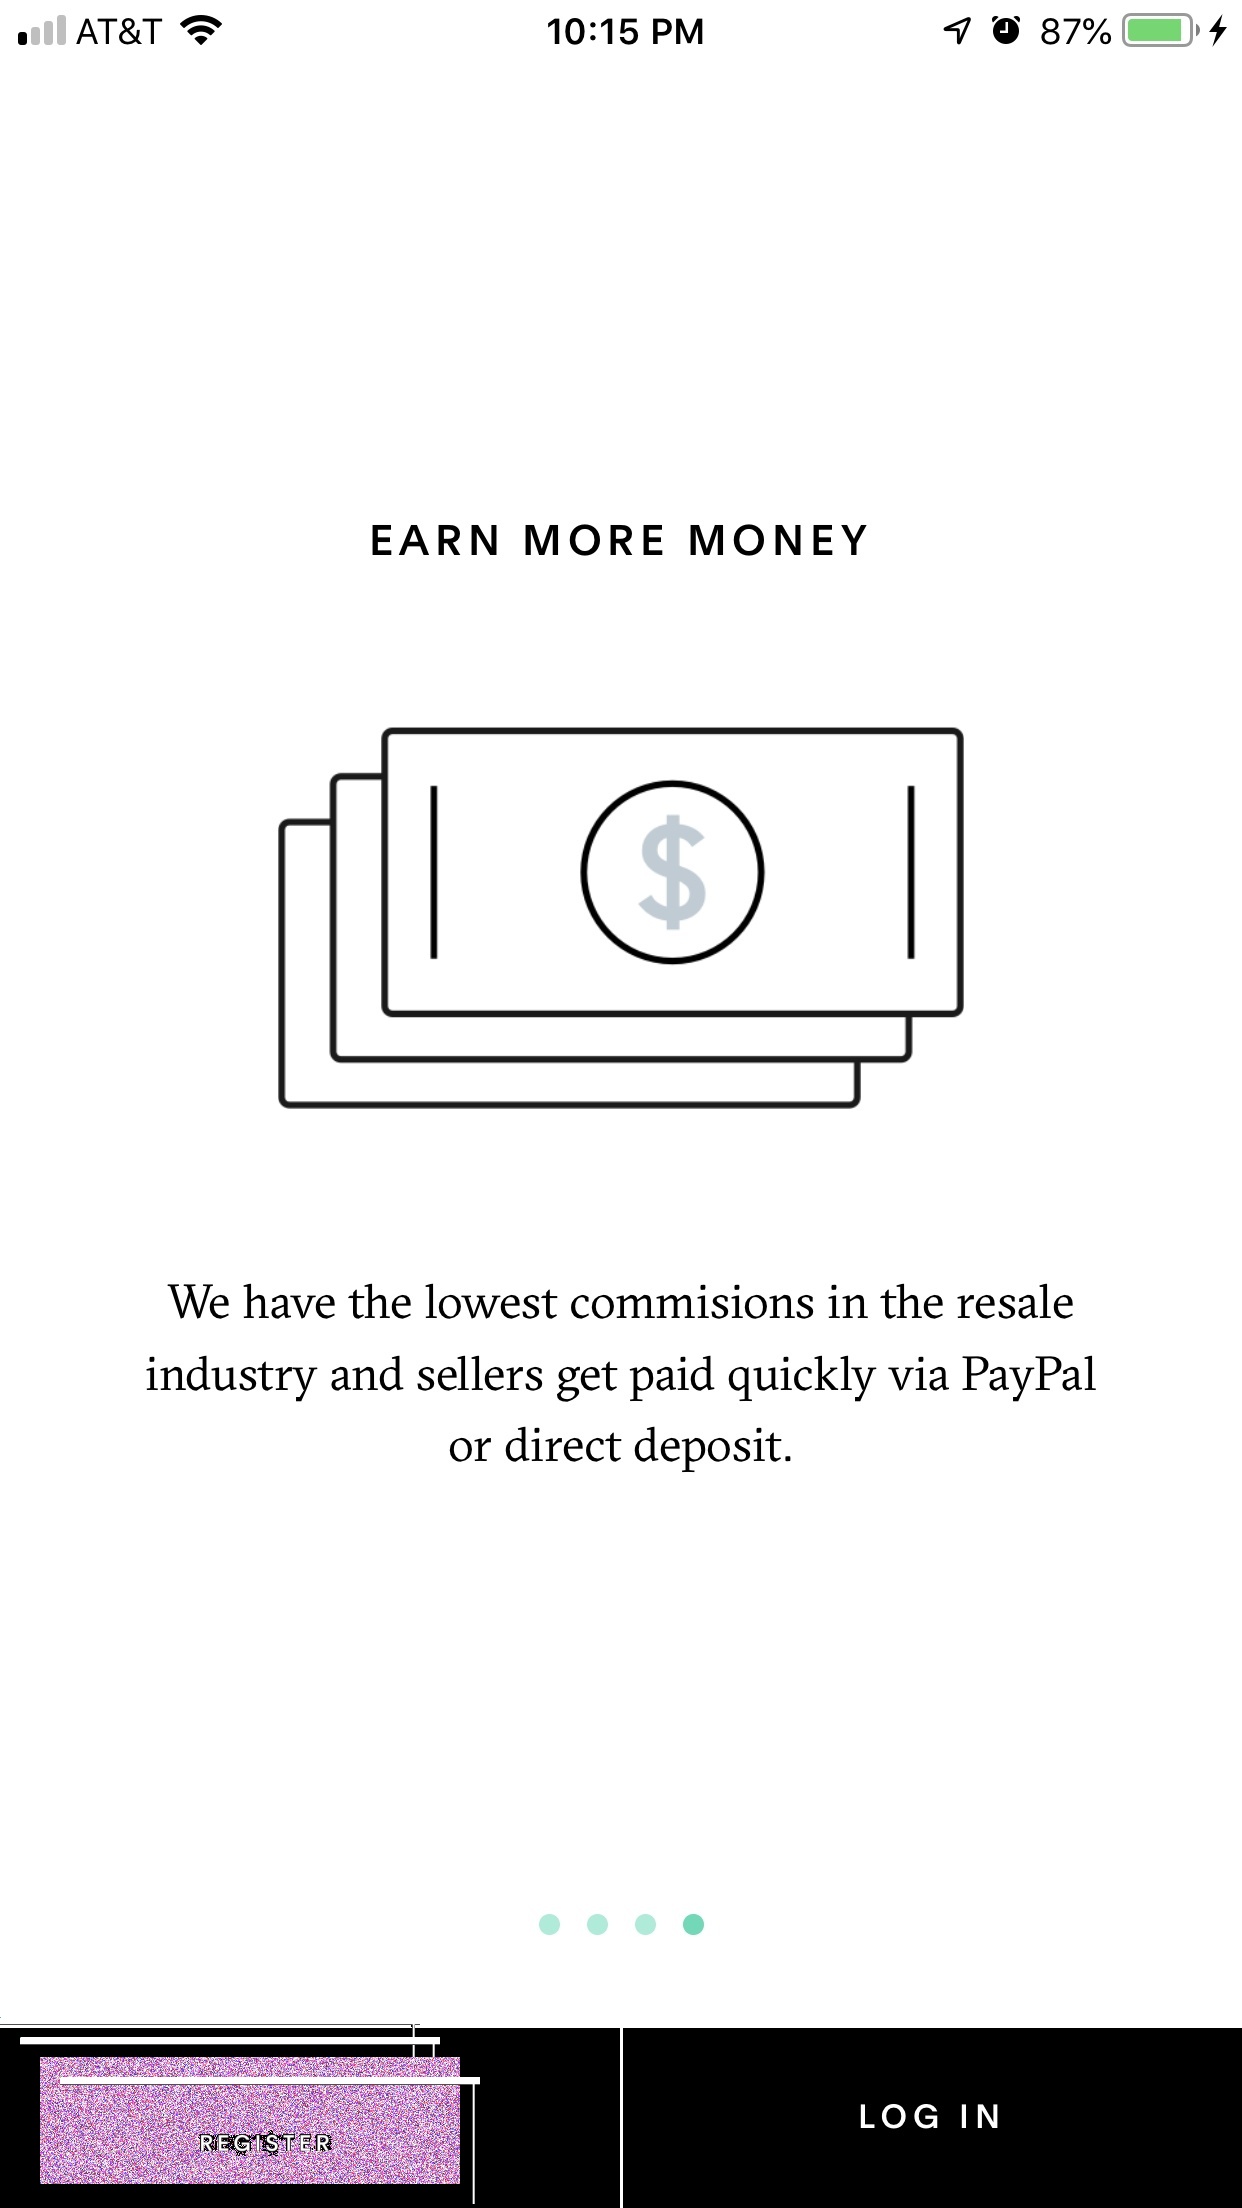 AT&T 10:15 PM 87%
EARN MORE MONEY
$
We have the lowest commisions in the resale
industry and sellers get paid quickly via PayPal
or direct deposit.
REGISTER LOG IN